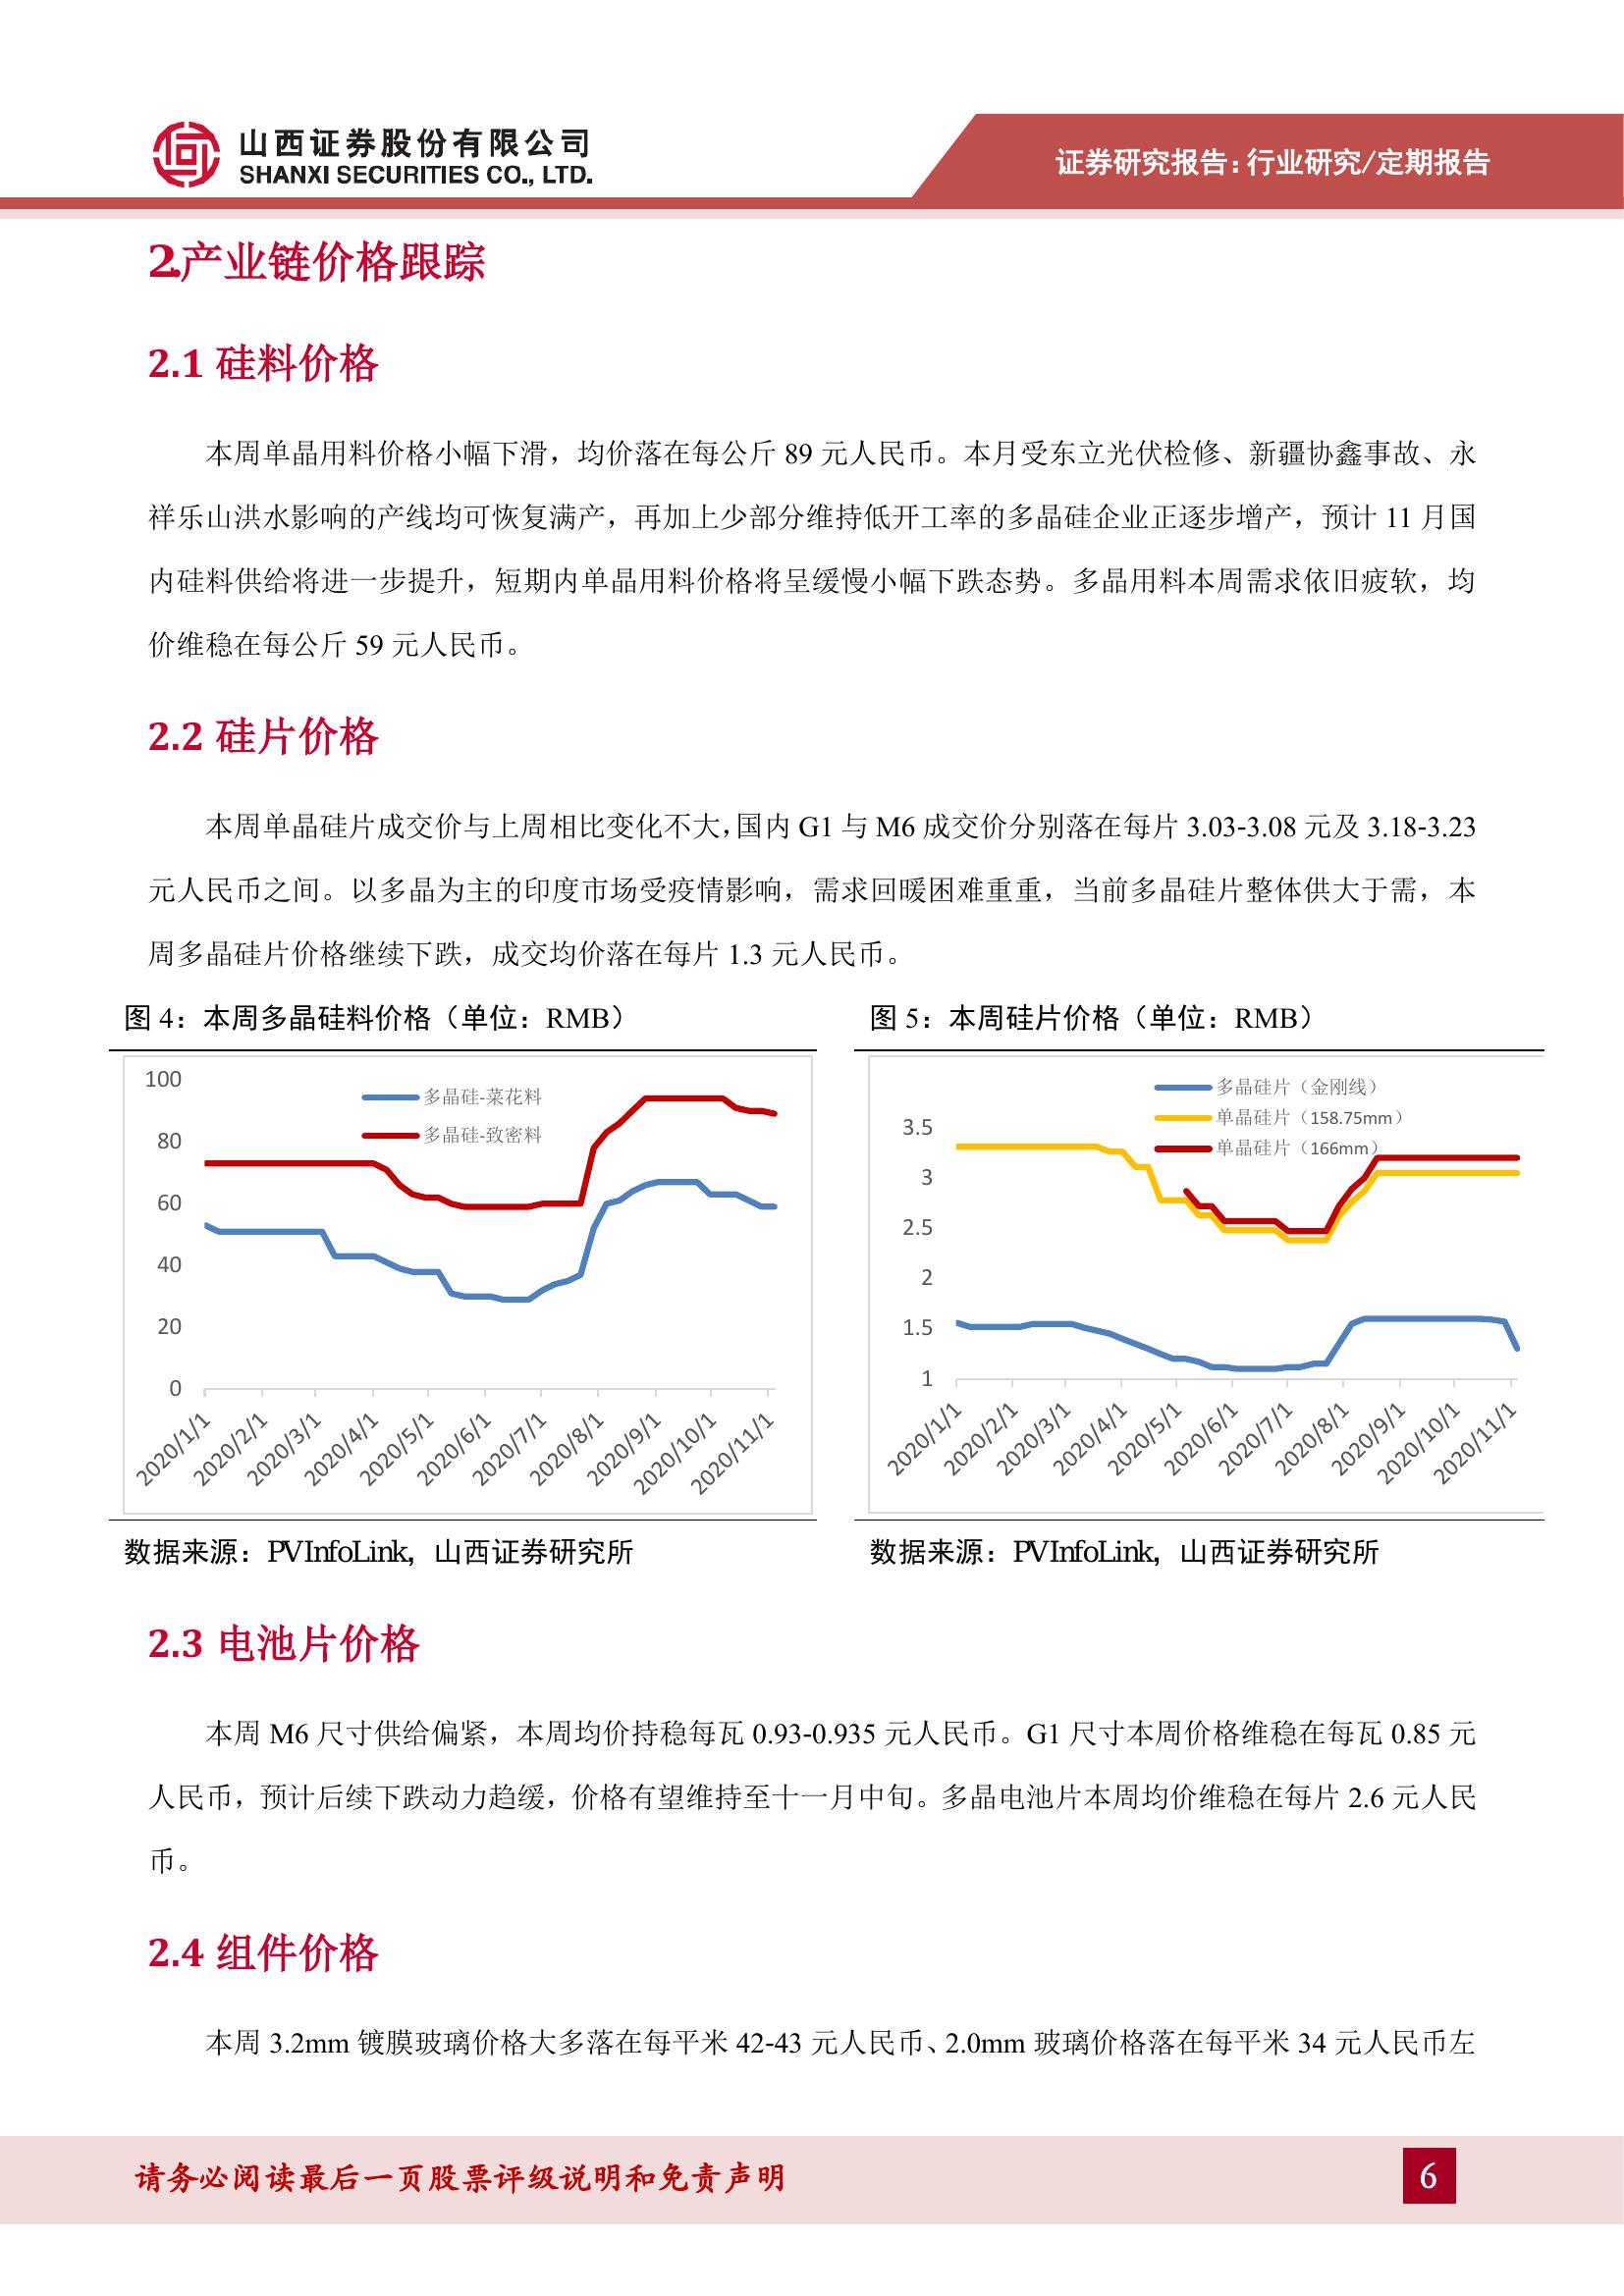 山西证券股份有限公司
SHANXI SECURITIES CO., LTD.
证券研究报告：行业研究/定期报告
2.产业链价格跟踪
2.1 硅料价格
本周单晶用料价格小幅下滑，均价落在每公斤 89 元人民币。本月受东立光伏检修、新疆协鑫事故、永
祥乐山洪水影响的产线均可恢复满产，再加上少部分维持低开工率的多晶硅企业正逐步增产，预计 11 月国
内硅料供给将进一步提升，短期内单晶用料价格将呈缓慢小幅下跌态势。多晶用料本周需求依旧疲软，均
价维稳在每公斤 59 元人民币。
2.2 硅片价格
本周单晶硅片成交价与上周相比变化不大，国内 G1 与 M6 成交价分别落在每片 3.03-3.08 元及 3.18-3.23
元人民币之间。以多晶为主的印度市场受疫情影响，需求回暖困难重重，当前多晶硅片整体供大于需，本
周多晶硅片价格继续下跌，成交均价落在每片 1.3 元人民币。
图 4：本周多晶硅料价格（单位：RMB）
100
80
60
40
20
0
多晶硅-菜花料
多晶硅-致密料
2020/1/1
2020/2/1
2020/3/1
2020/4/1
2020/5/1
2020/6/1
2020/7/1
2020/8/1
2020/9/1
2020/10/1
2020/11/1
数据来源：PVInfoLink，山西证券研究所
图 5：本周硅片价格（单位：RMB）
多晶硅片（金刚线）
单晶硅片（158.75mm）
单晶硅片（166mm）
3.5
3
2.5
2
1.5
1
2020/1/1
2020/2/1
2020/3/1
2020/4/1
2020/5/1
2020/6/1
2020/7/1
2020/8/1
2020/9/1
2020/10/1
2020/11/1
数据来源：PVInfoLink，山西证券研究所
2.3 电池片价格
本周 M6 尺寸供给偏紧，本周均价持稳每瓦 0.93-0.935 元人民币。G1 尺寸本周价格维稳在每瓦 0.85 元
人民币，预计后续下跌动力趋缓，价格有望维持至十一月中旬。多晶电池片本周均价维稳在每片 2.6 元人民
币。
2.4 组件价格
本周 3.2mm 镀膜玻璃价格大多落在每平米 42-43 元人民币、2.0mm 玻璃价格落在每平米 34 元人民币左
请务必阅读最后一页股票评级说明和免责声明
6